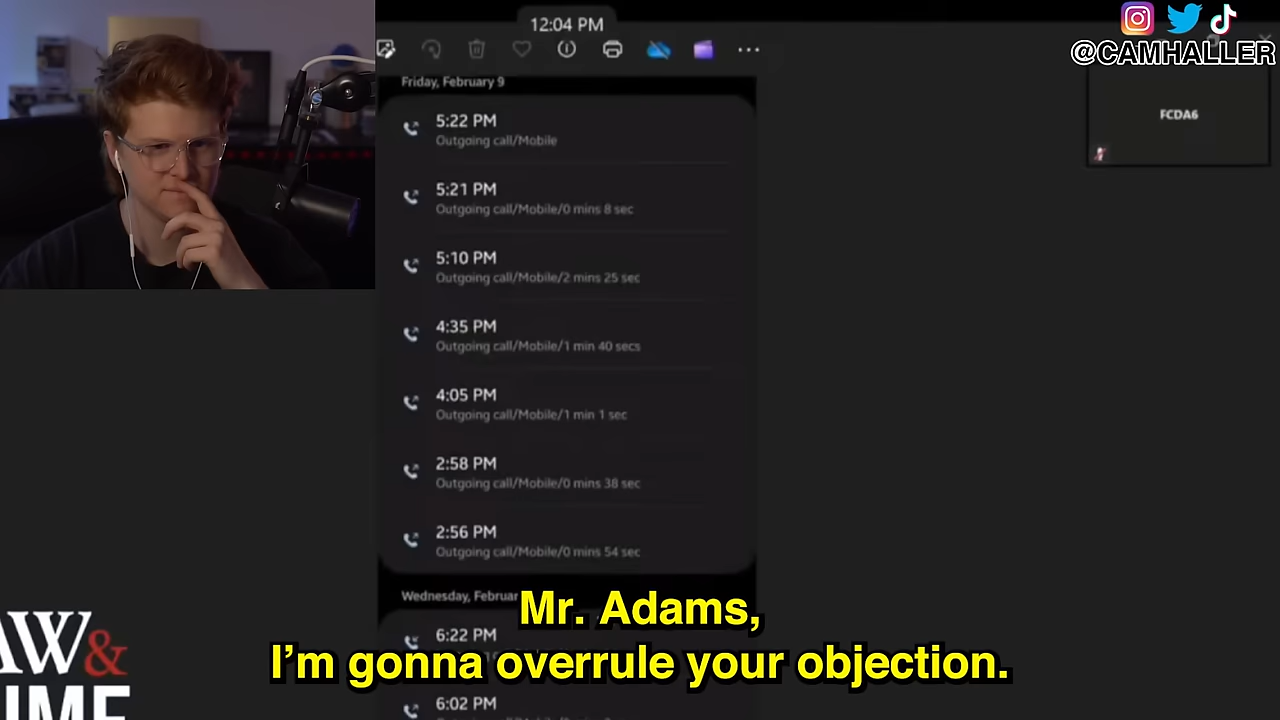 12:04 PM
@CAMHALLER
Friday, February 9
FCDA6
5:22 PM
Outgoing call/Mobile
5:21 PM
Outgoing call/Mobile/0 mins 8 sec
5:10 PM
Outgoing call/Mobile/2 mins 25 sec
4:35 PM
Outgoing call/Mobile/1 min 40 secs
4:05 PM
Outgoing call/Mobile/1 min 1 sec
2:58 PM
Outgoing call/Mobile/0 mins 38 sec
2:56 PM
Outgoing call/Mobile/0 mins 54 sec
Wednesday, Februar
Mr. Adams,
6:22 PM
I'm gonna overrule your objection.
AW&
IME
6:02 PM